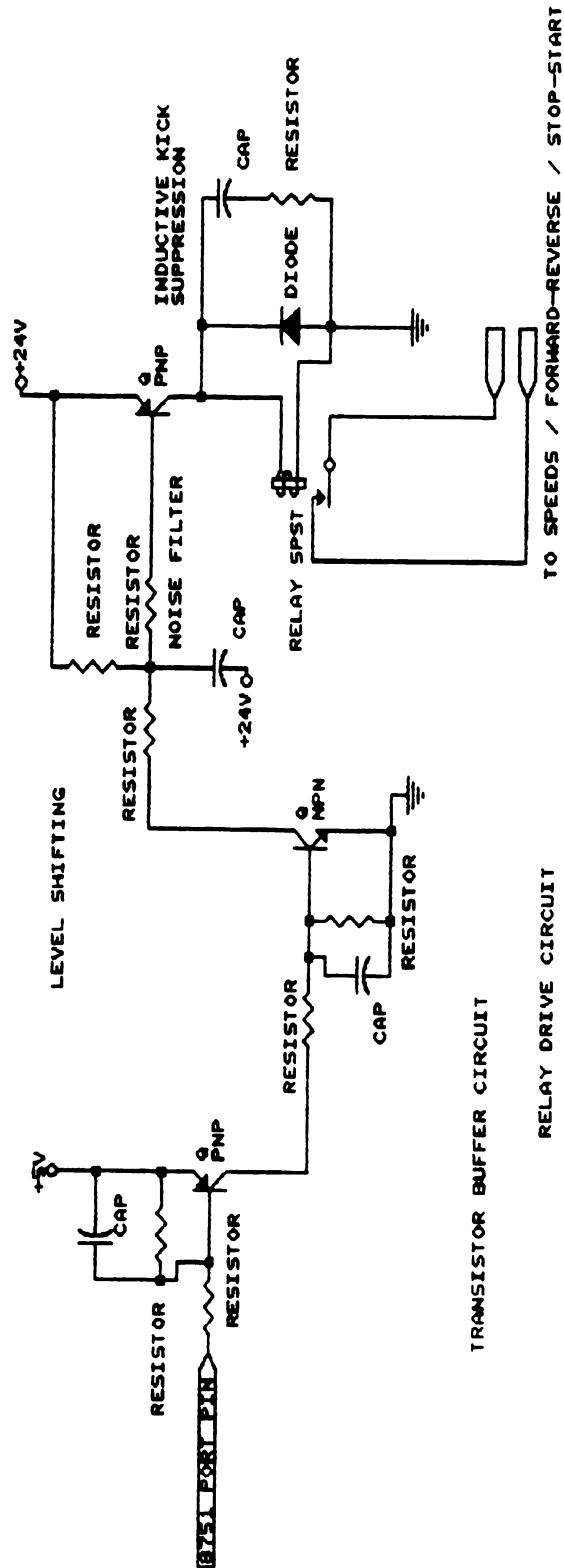 8751 PORT PIN
RESISTOR
RESISTOR
CAP
+5V
Q
PNP
RESISTOR
CAP
RESISTOR
Q
NPN
LEVEL SHIFTING
RESISTOR
+24V
CAP
NOISE FILTER
RESISTOR
RESISTOR
+24V
Q
PNP
INDUCTIVE KICK
SUPPRESSION
CAP
RESISTOR
DIODE
RELAY SPST
TO SPEEDS / FORWARD-REVERSE / STOP-START
TRANSISTOR BUFFER CIRCUIT
RELAY DRIVE CIRCUIT